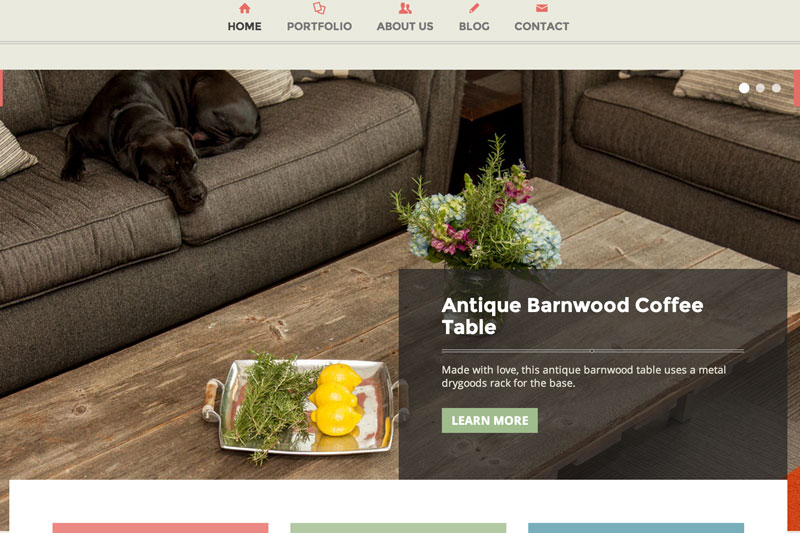 HOME PORTFOLIO ABOUT US BLOG CONTACT
Antique Barnwood Coffee
Table
Made with love, this antique barnwood table uses a metal
drygoods rack for the base.
LEARN MORE